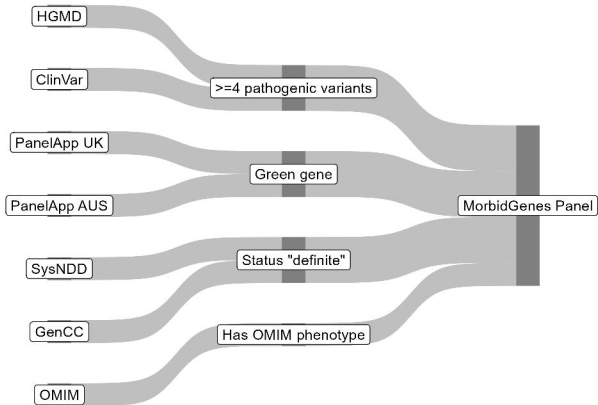 HGMD
ClinVar
PanelApp UK
PanelApp AUS
SysNDD
GenCC
OMIM
>=4 pathogenic variants
Green gene
Status "definite"
Has OMIM phenotype
MorbidGenes Panel